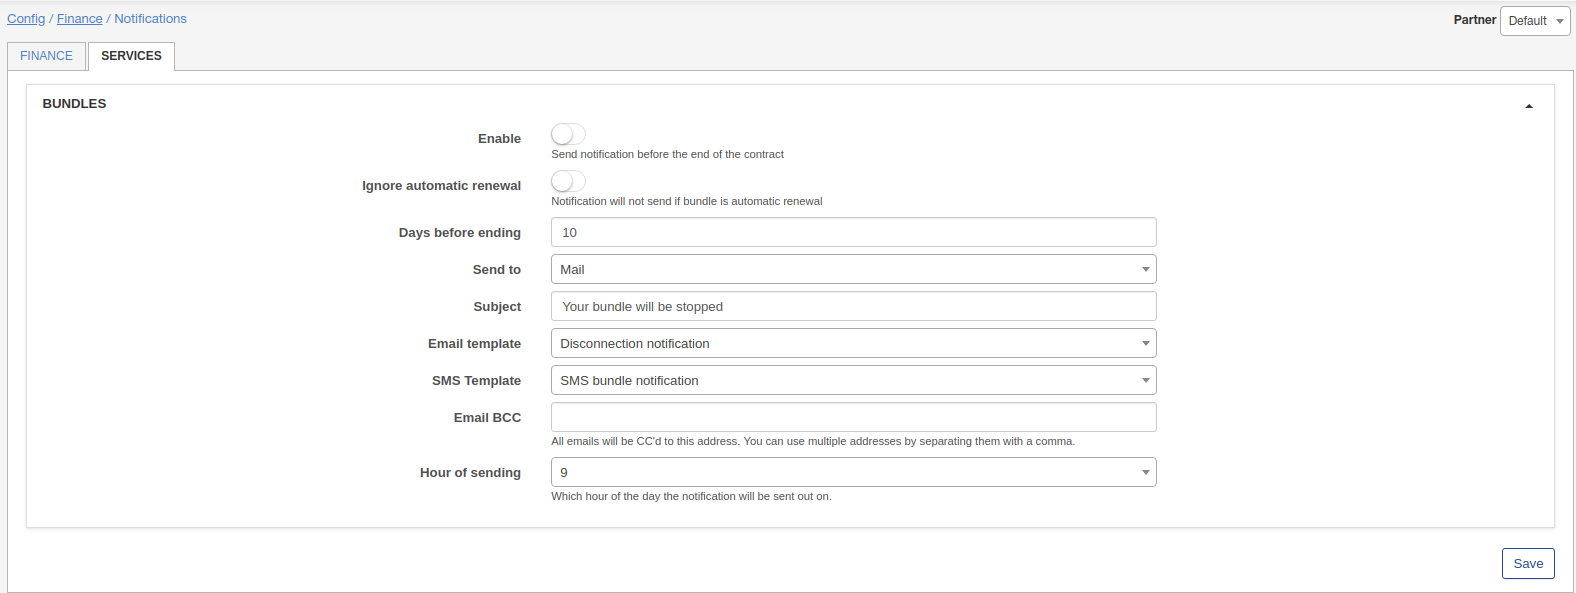 Config / Finance / Notifications
Partner Default
FINANCE SERVICES
BUNDLES
Enable
Send notification before the end of the contract
Ignore automatic renewal
Notification will not send if bundle is automatic renewal
Days before ending 10
Send to Mail
Subject Your bundle will be stopped
Email template Disconnection notification
SMS Template SMS bundle notification
Email BCC
All emails will be CC'd to this address. You can use multiple addresses by separating them with a comma.
Hour of sending 9
Which hour of the day the notification will be sent out on.
Save